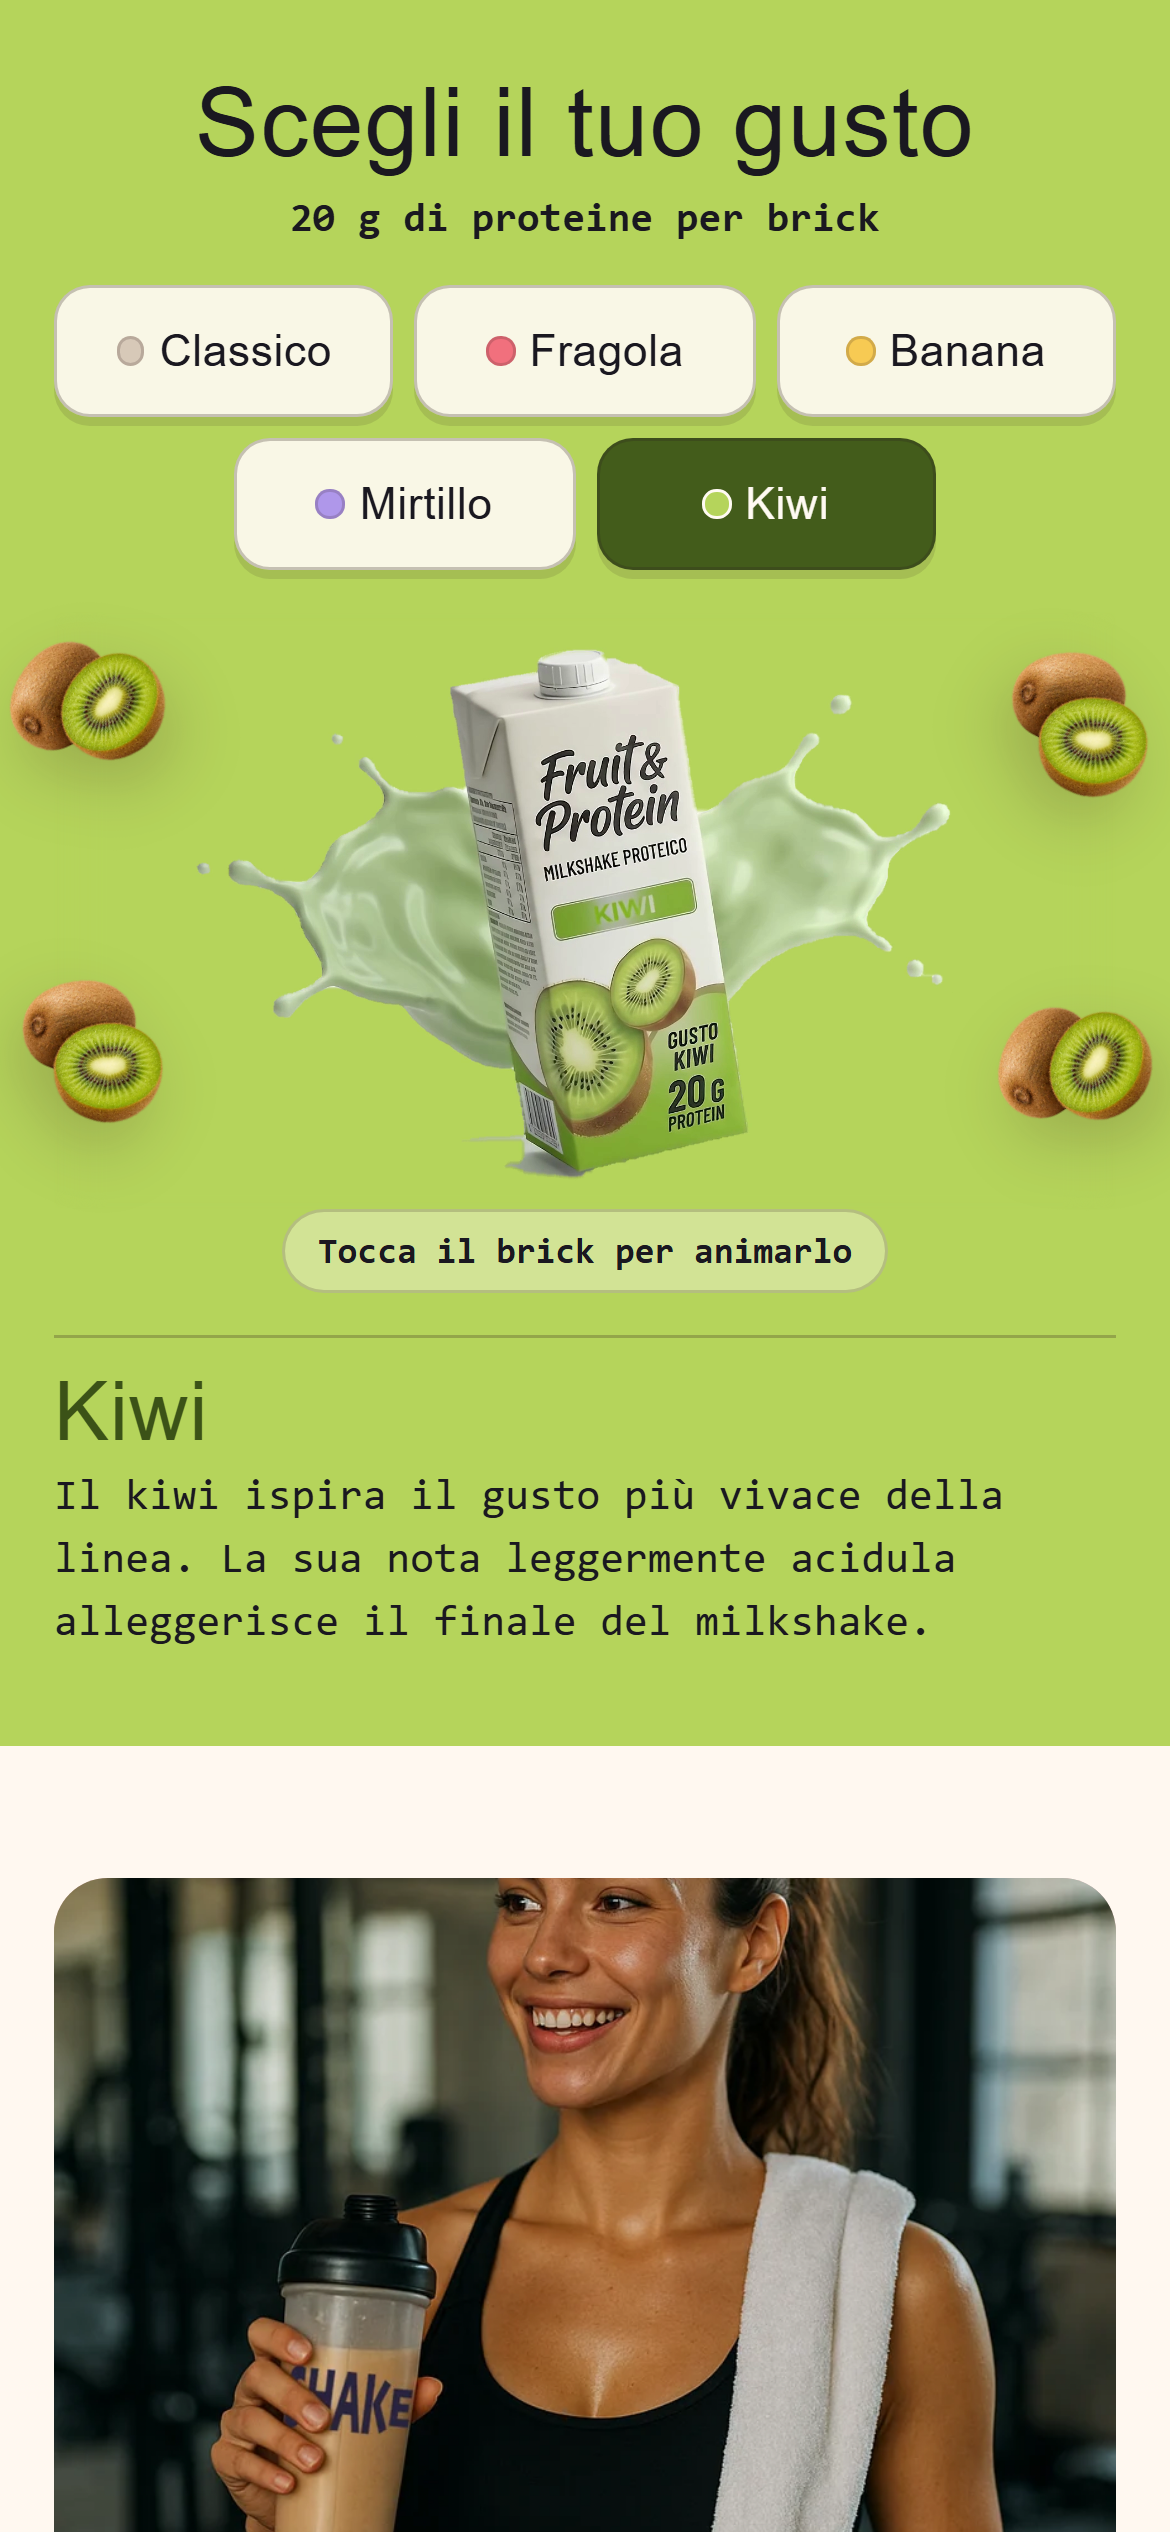 Scegli il tuo gusto
20 g di proteine per brick
Classico
Fragola
Banana
Mirtillo
Kiwi
Fruit&
Protein
MILKSHAKE PROTEICO
KIWI
GUSTO
KIWI
20 G
PROTEIN
Tocca il brick per animarlo
Kiwi
Il kiwi ispira il gusto più vivace della
linea. La sua nota leggermente acidula
alleggerisce il finale del milkshake.
SHAKE